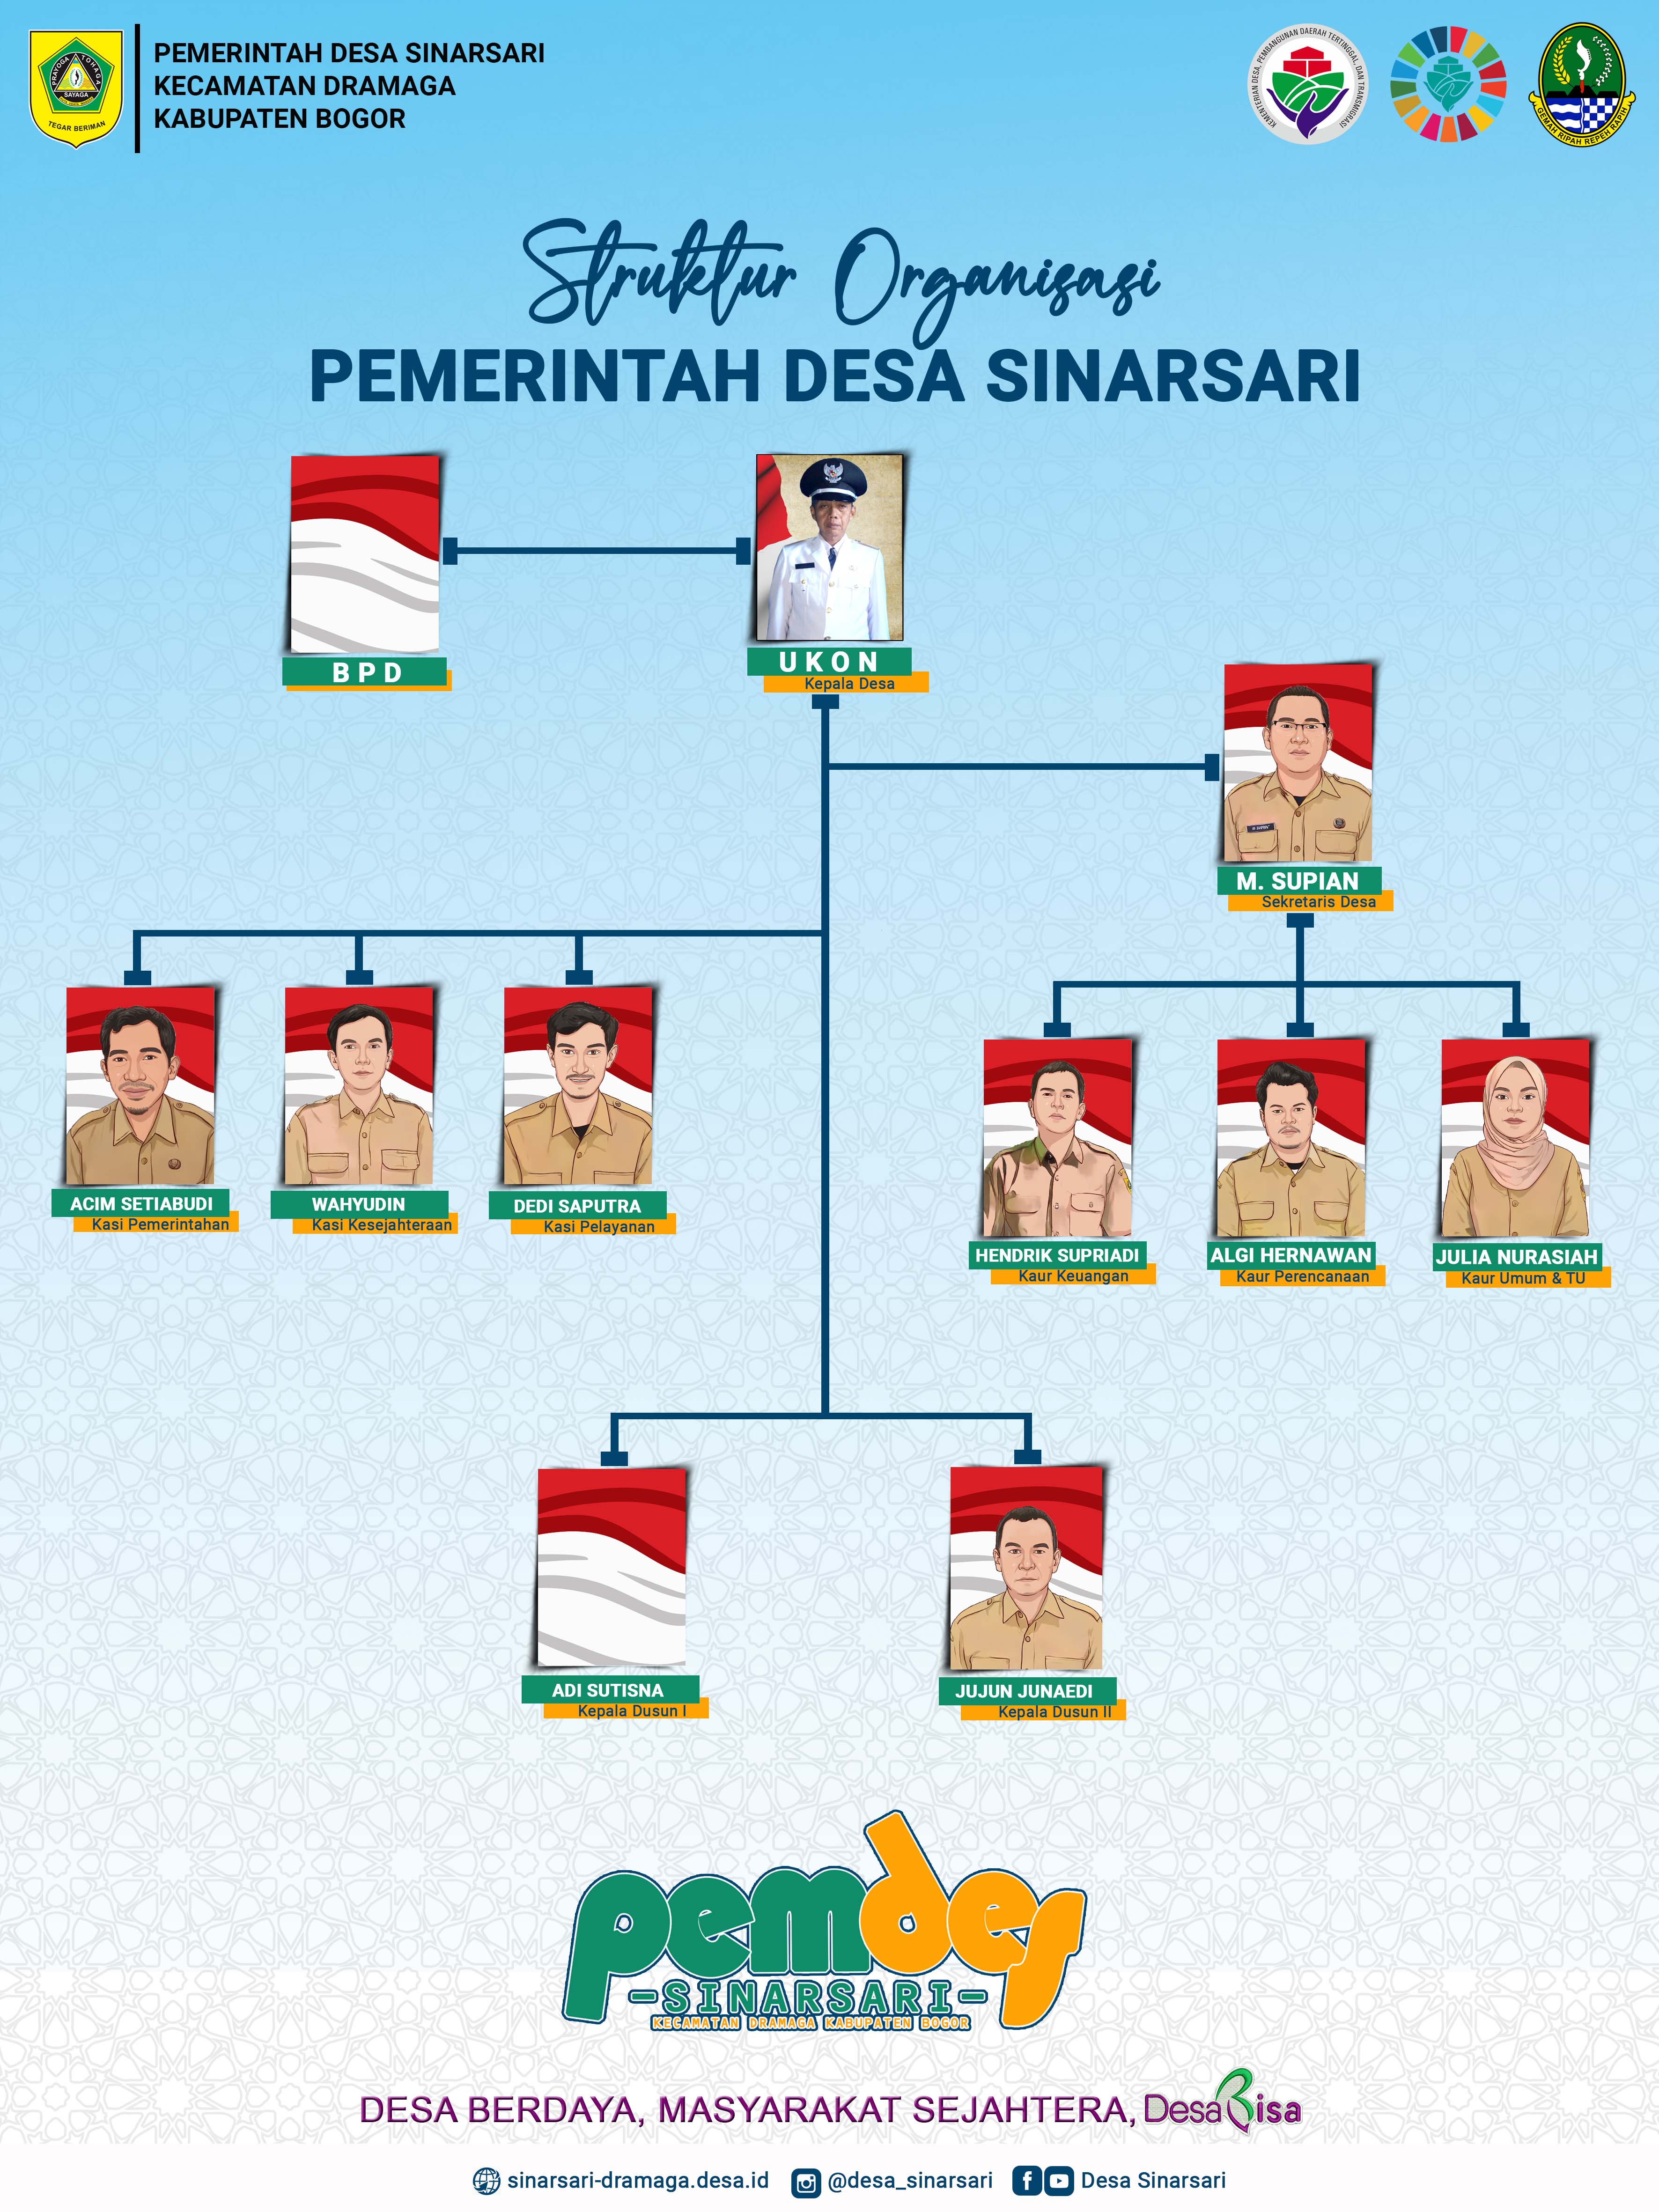 PEMERINTAH DESA SINARSARI
KECAMATAN DRAMAGA
KABUPATEN BOGOR
PRAYOGA TOHAGA
SAYAGA
TEGAR BERIMAN
KEMENTERIAN DESA, PEMBANGUNAN DAERAH TERTINGGAL, DAN TRANSMIGRASI
GEMAH RIPAH REPEH RAPIH
Struktur Organisasi
PEMERINTAH DESA SINARSARI
BPD
UKON
Kepala Desa
M. SUPIAN
Sekretaris Desa
ACIM SETIABUDI
Kasi Pemerintahan
WAHYUDIN
Kasi Kesejahteraan
DEDI SAPUTRA
Kasi Pelayanan
HENDRIK SUPRIADI
Kaur Keuangan
ALGI HERNAWAN
Kaur Perencanaan
JULIA NURASIAH
Kaur Umum & TU
ADI SUTISNA
Kepala Dusun I
JUJUN JUNAEDI
Kepala Dusun II
pemdes
-SINARSARI-
KECAMATAN DRAMAGA KABUPATEN BOGOR
DESA BERDAYA, MASYARAKAT SEJAHTERA, Desa Bisa
sinarsari-dramaga.desa.id @desa_sinarsari Desa Sinarsari